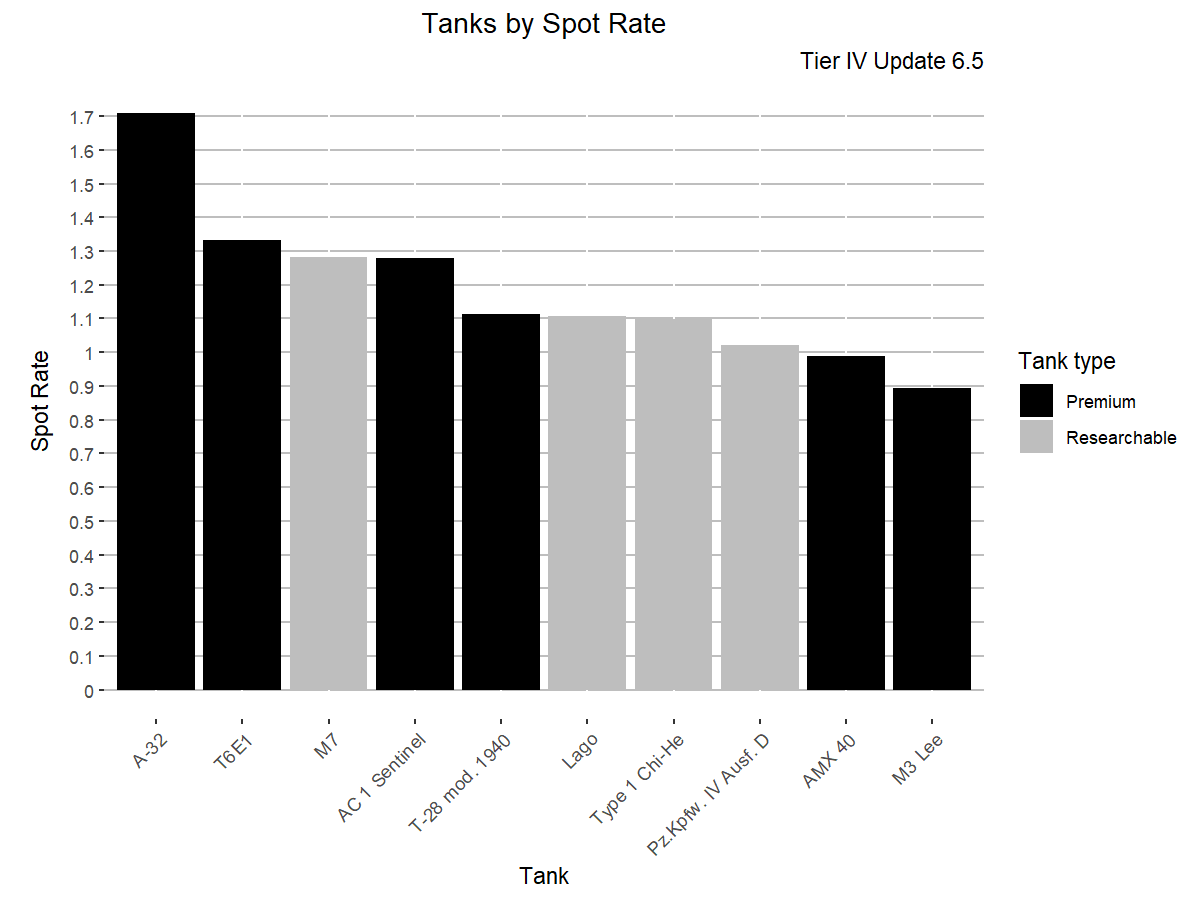 Tanks by Spot Rate
Tier IV Update 6.5
1.7
1.6
1.5
1.4
1.3
1.2
1.1
1
0.9
0.8
0.7
0.6
0.5
0.4
0.3
0.2
0.1
0
Spot Rate
A-32
T6E1
M7
AC 1 Sentinel
T-28 mod. 1940
Lago
Type 1 Chi-He
Pz.Kpfw. IV Ausf. D
AMX 40
M3 Lee
Tank
Tank type
Premium
Researchable